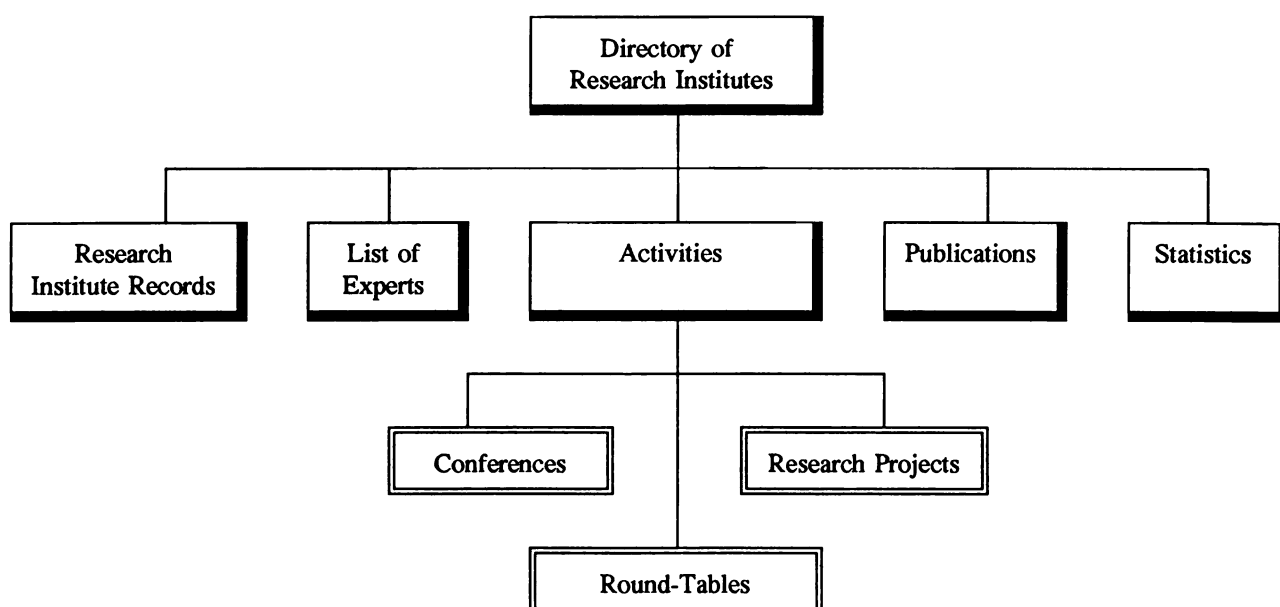 Directory of
Research Institutes
Research
Institute Records
List of
Experts
Activities
Publications
Statistics
Conferences
Research Projects
Round-Tables